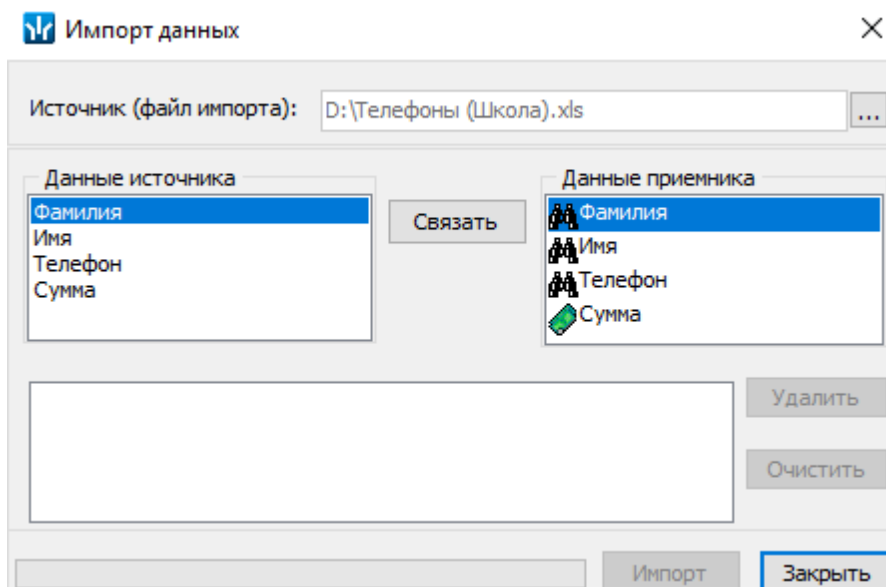 Импорт данных
Источник (файл импорта): D:\Телефоны (Школа).xls ...
Данные источника
Фамилия
Имя
Телефон
Сумма
Связать
Данные приемника
Фамилия
Имя
Телефон
Сумма
Удалить
Очистить
Импорт
Закрыть